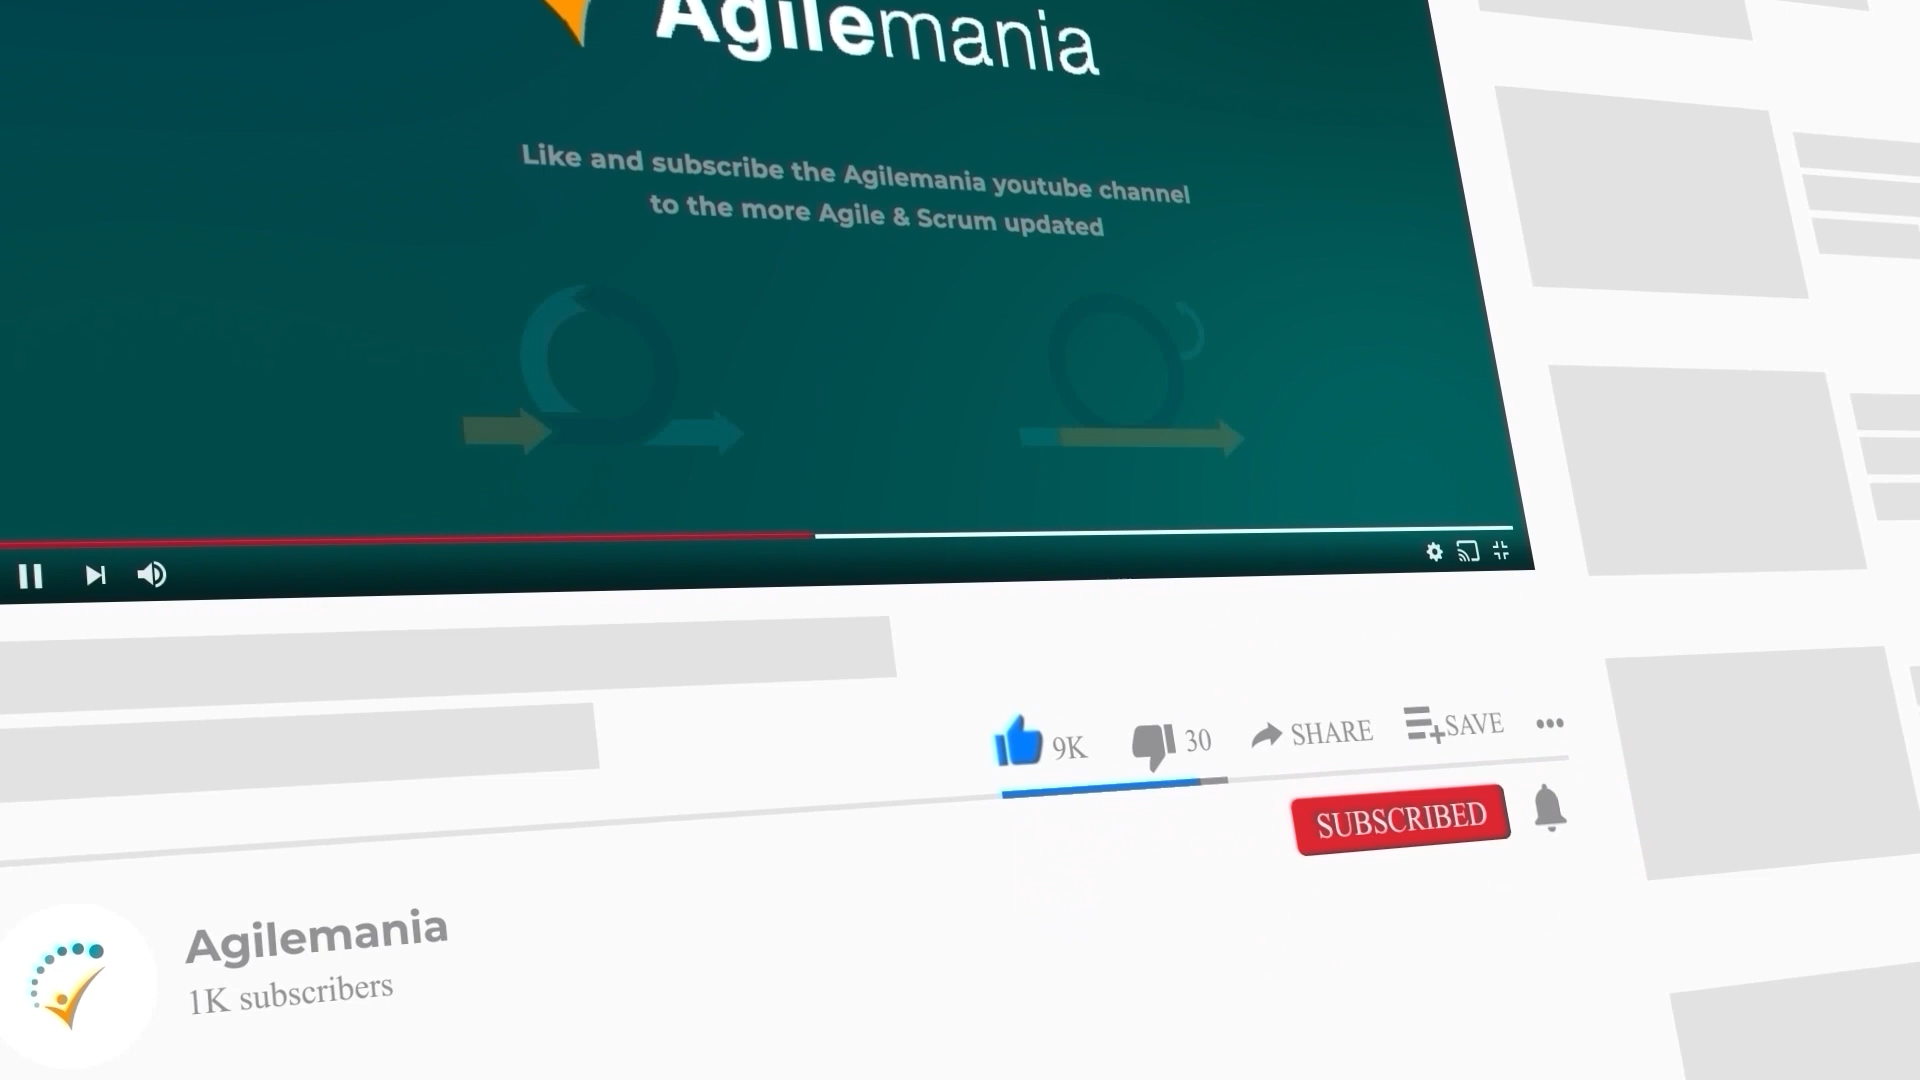 Agilemania
Like and subscribe the Agilemania youtube channel
to the more Agile & Scrum updated
9K
30
SHARE
SAVE
SUBSCRIBED
Agilemania
1K subscribers